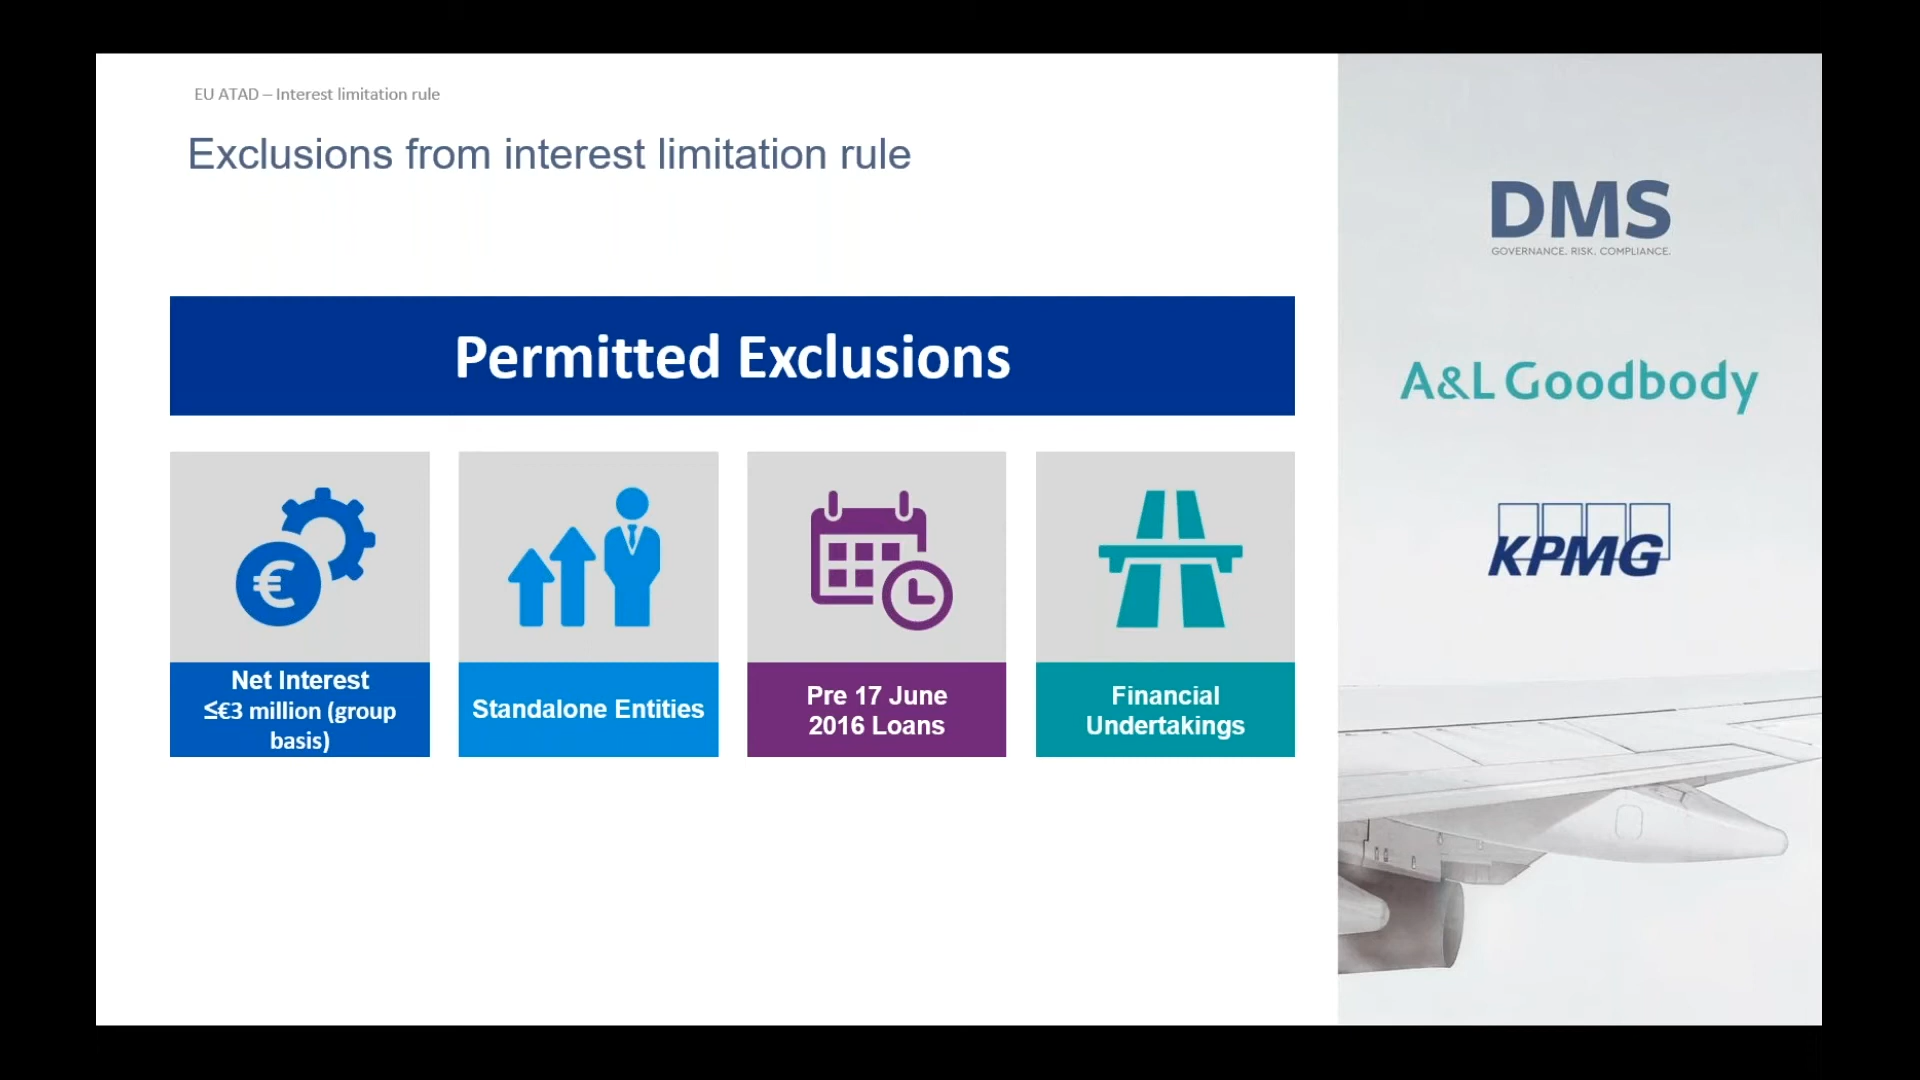 EU ATAD – Interest limitation rule
Exclusions from interest limitation rule
Permitted Exclusions
€
Net Interest
≤€3 million (group
basis)
Standalone Entities
Pre 17 June
2016 Loans
Financial
Undertakings
DMS
GOVERNANCE. RISK. COMPLIANCE.
A&L Goodbody
KPMG